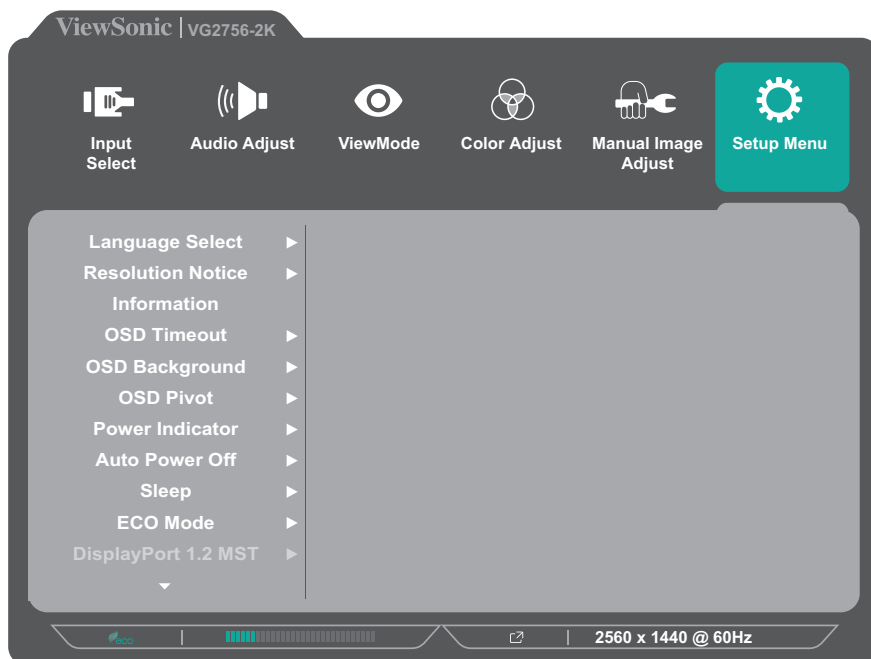 ViewSonic | VG2756-2K
Input Select
Audio Adjust
ViewMode
Color Adjust
Manual Image Adjust
Setup Menu
Language Select
Resolution Notice
Information
OSD Timeout
OSD Background
OSD Pivot
Power Indicator
Auto Power Off
Sleep
ECO Mode
DisplayPort 1.2 MST
eco
2560 x 1440 @ 60Hz